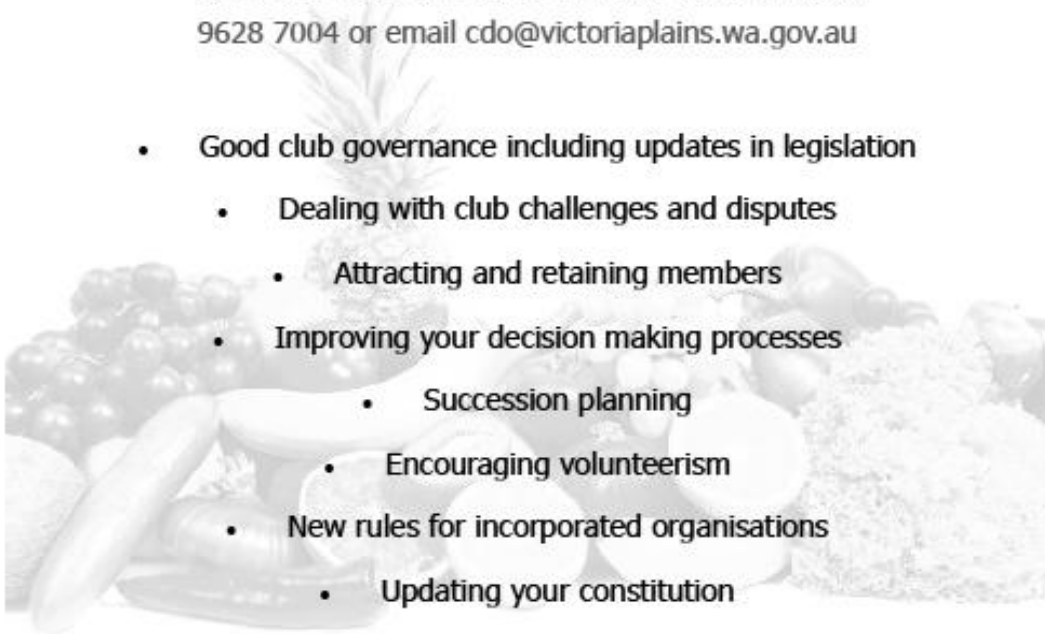 9628 7004 or email cdo@victoriaplains.wa.gov.au
• Good club governance including updates in legislation
• Dealing with club challenges and disputes
• Attracting and retaining members
• Improving your decision making processes
• Succession planning
• Encouraging volunteerism
• New rules for incorporated organisations
• Updating your constitution